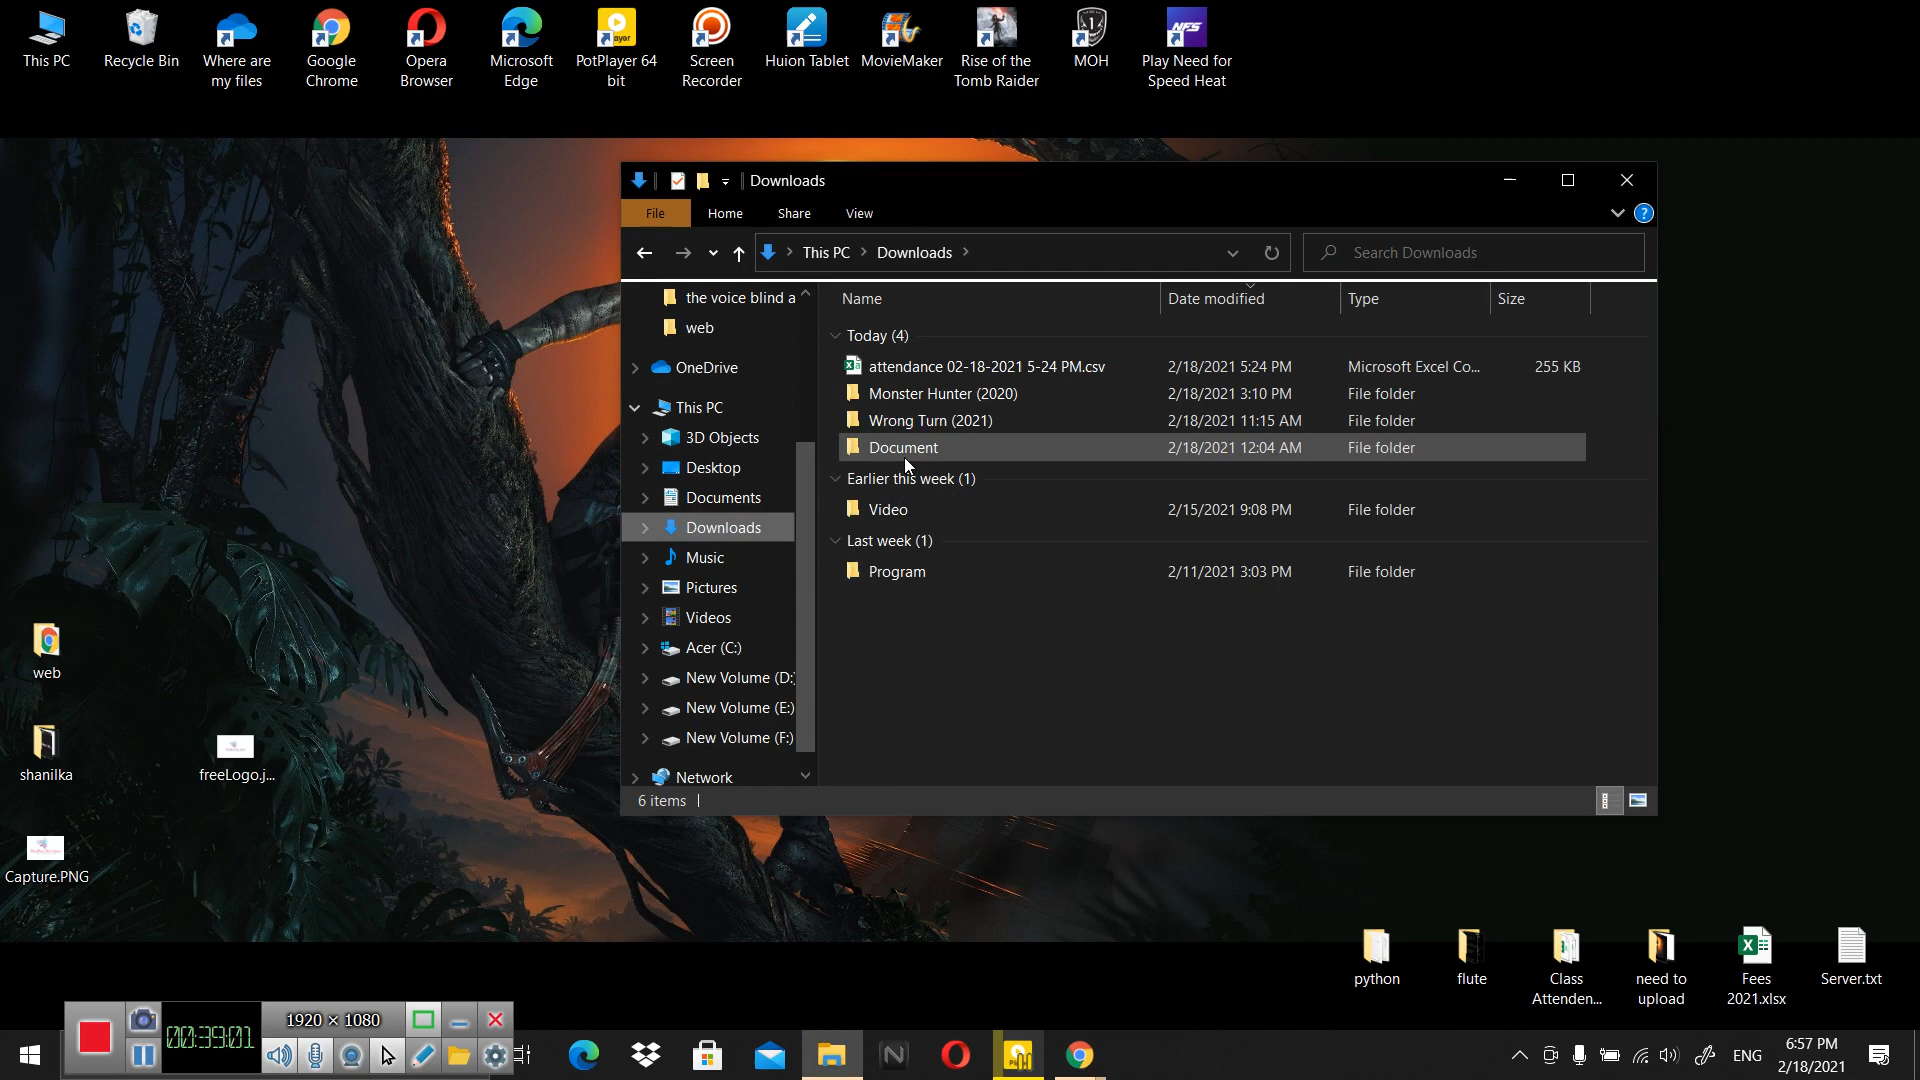 This PC
Recycle Bin
Where are
my files
Google
Chrome
Opera
Browser
Microsoft
Edge
PotPlayer 64
bit
Screen
Recorder
Huion Tablet
MovieMaker
Rise of the
Tomb Raider
MOH
NFS
Play Need for
Speed Heat
Downloads
File
Home
Share
View
This PC
Downloads
Search Downloads
the voice blind a
web
OneDrive
This PC
3D Objects
Desktop
Documents
Downloads
Music
Pictures
Videos
Acer (C:)
New Volume (D:)
New Volume (E:)
New Volume (F:)
Network
Name Date modified Type Size
Today (4)
attendance 02-18-2021 5-24 PM.csv 2/18/2021 5:24 PM Microsoft Excel Co... 255 KB
Monster Hunter (2020) 2/18/2021 3:10 PM File folder
Wrong Turn (2021) 2/18/2021 11:15 AM File folder
Document 2/18/2021 12:04 AM File folder
Earlier this week (1)
Video 2/15/2021 9:08 PM File folder
Last week (1)
Program 2/11/2021 3:03 PM File folder
6 items
web
shanilka
freeLogo.j...
Capture.PNG
python
flute
Class
Attenden...
need to
upload
Fees
2021.xlsx
Server.txt
1920 × 1080
00:39:01
ENG
6:57 PM
2/18/2021